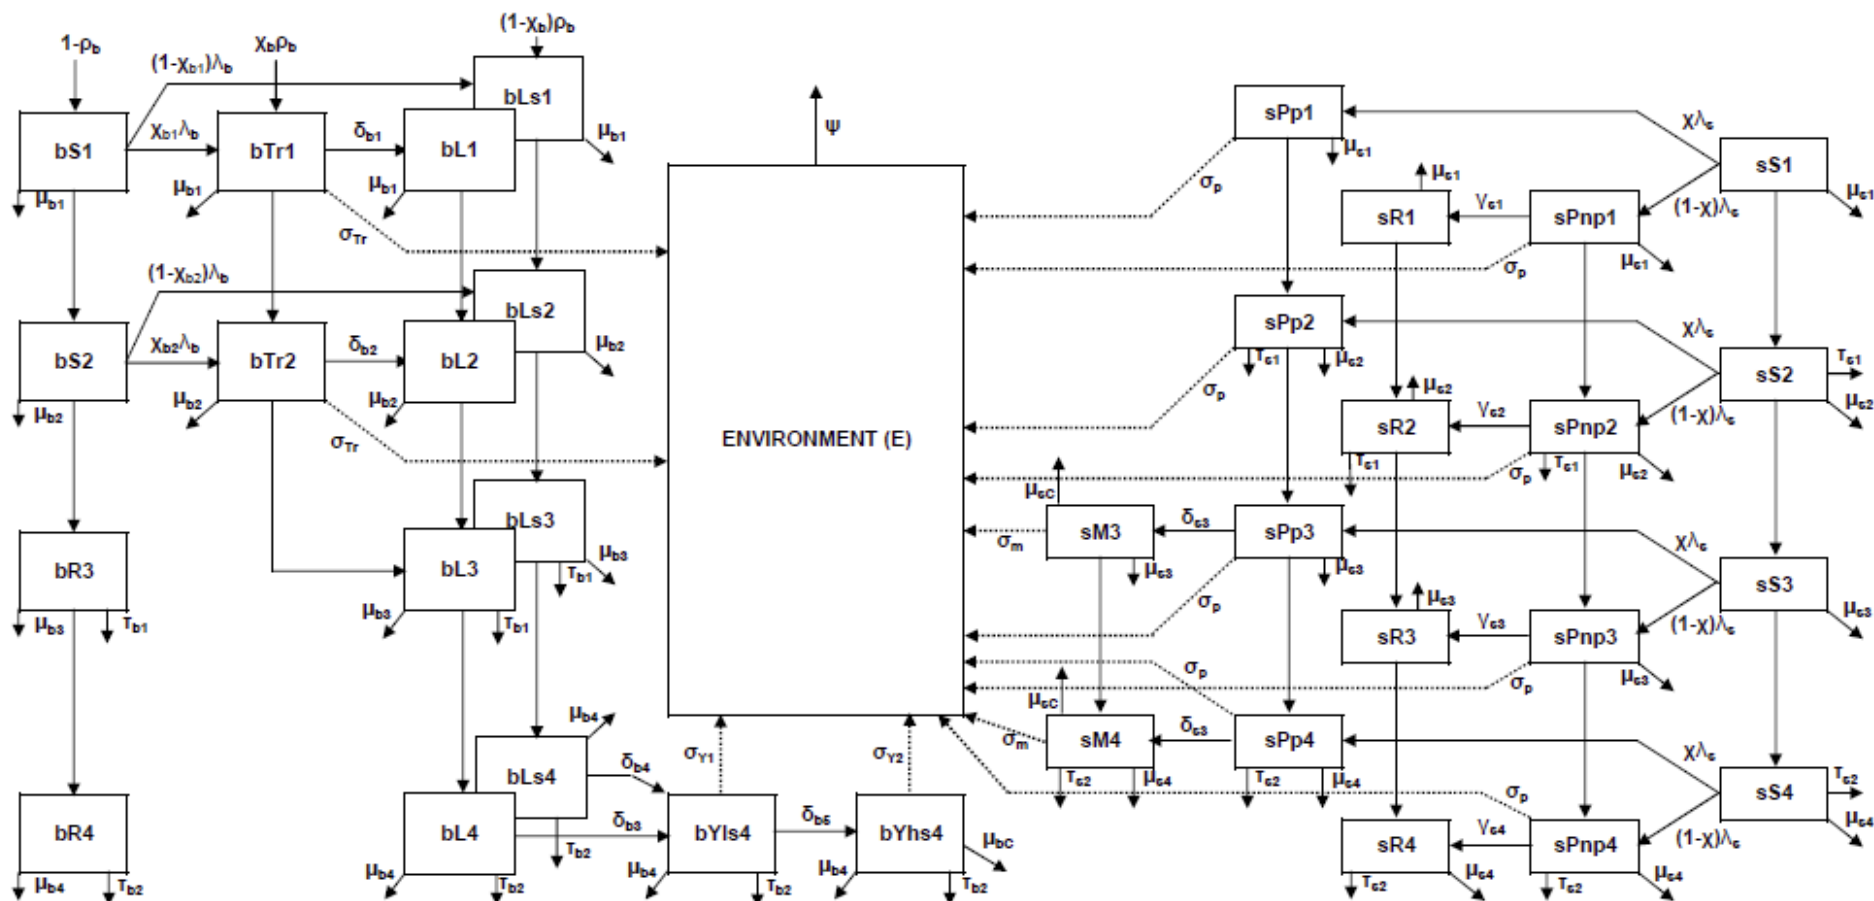 1-ρb
χbρb
(1-χb)ρb
(1-χb1)λb
bLs1
bS1
χb1λb
bTr1
δb1
bL1
μb1
μb1
μb1
μb1
σTr
(1-χb2)λb
bLs2
bS2
χb2λb
bTr2
δb2
bL2
μb2
μb2
μb2
μb2
σTr
bLs3
bR3
bL3
μb3
τb1
μb3
τb1
μb3
τb1
μb4
bLs4
δb4
bR4
bL4
δb3
bYls4
δb5
bYhs4
μbC
τb2
μb4
τb2
μb4
τb2
μb4
τb2
μb4
τb2
σY1
σY2
ψ
ENVIRONMENT (E)
sPp1
μs1
σp
χλs
sS1
μs1
(1-χ)λs
μs1
sR1
γs1
sPnp1
μs1
σp
sPp2
τs1
μs2
σp
χλs
sS2
τs1
μs2
(1-χ)λs
μs2
sR2
γs2
sPnp2
τs1
σp
τs1
μs2
μsC
σm
sM3
δs3
sPp3
μs3
μs3
σp
χλs
sS3
μs3
(1-χ)λs
μs3
sR3
γs3
sPnp3
μs3
σp
σp
μsC
σm
sM4
δs3
sPp4
τs2
μs4
τs2
μs4
χλs
sS4
τs2
μs4
(1-χ)λs
σp
sR4
γs4
sPnp4
τs2
μs4
τs2
μs4